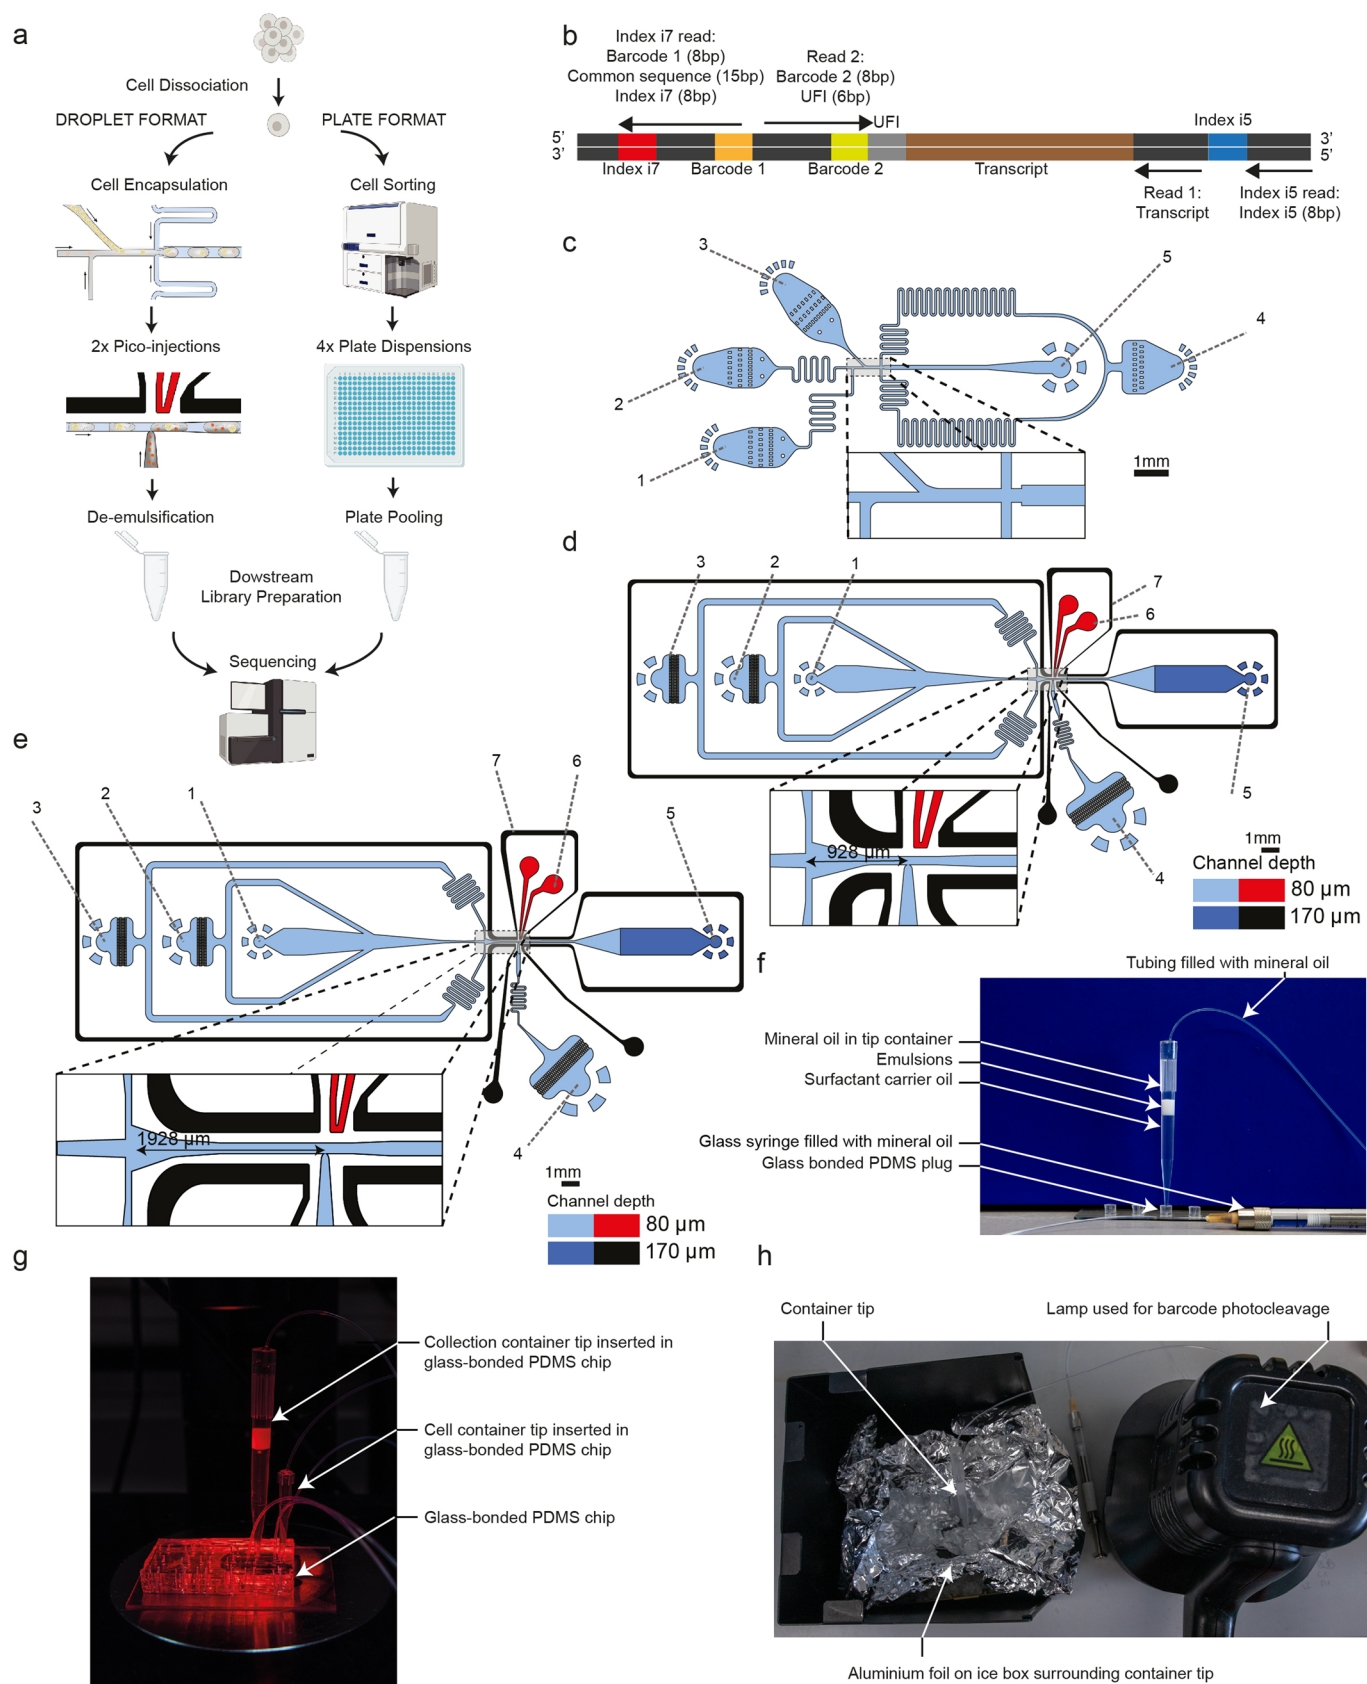 a
Cell Dissociation
DROPLET FORMAT
PLATE FORMAT
Cell Encapsulation
Cell Sorting
2x Pico-injections
4x Plate Dispensions
De-emulsification
Plate Pooling
Dowstream
Library Preparation
Sequencing
b
Index i7 read:
Barcode 1 (8bp)
Common sequence (15bp)
Index i7 (8bp)
Read 2:
Barcode 2 (8bp)
UFI (6bp)
UFI
Index i5
5'
3'
3'
5'
Index i7
Barcode 1
Barcode 2
Transcript
Read 1:
Transcript
Index i5 read:
Index i5 (8bp)
c
3
5
4
2
1
1mm
d
3
2
1
7
6
5
4
928 µm
1mm
Channel depth
80 µm
170 µm
e
3
2
1
7
6
5
4
1928 µm
1mm
Channel depth
80 µm
170 µm
f
Tubing filled with mineral oil
Mineral oil in tip container
Emulsions
Surfactant carrier oil
Glass syringe filled with mineral oil
Glass bonded PDMS plug
g
Collection container tip inserted in
glass-bonded PDMS chip
Cell container tip inserted in
glass-bonded PDMS chip
Glass-bonded PDMS chip
h
Container tip
Lamp used for barcode photocleavage
Aluminium foil on ice box surrounding container tip